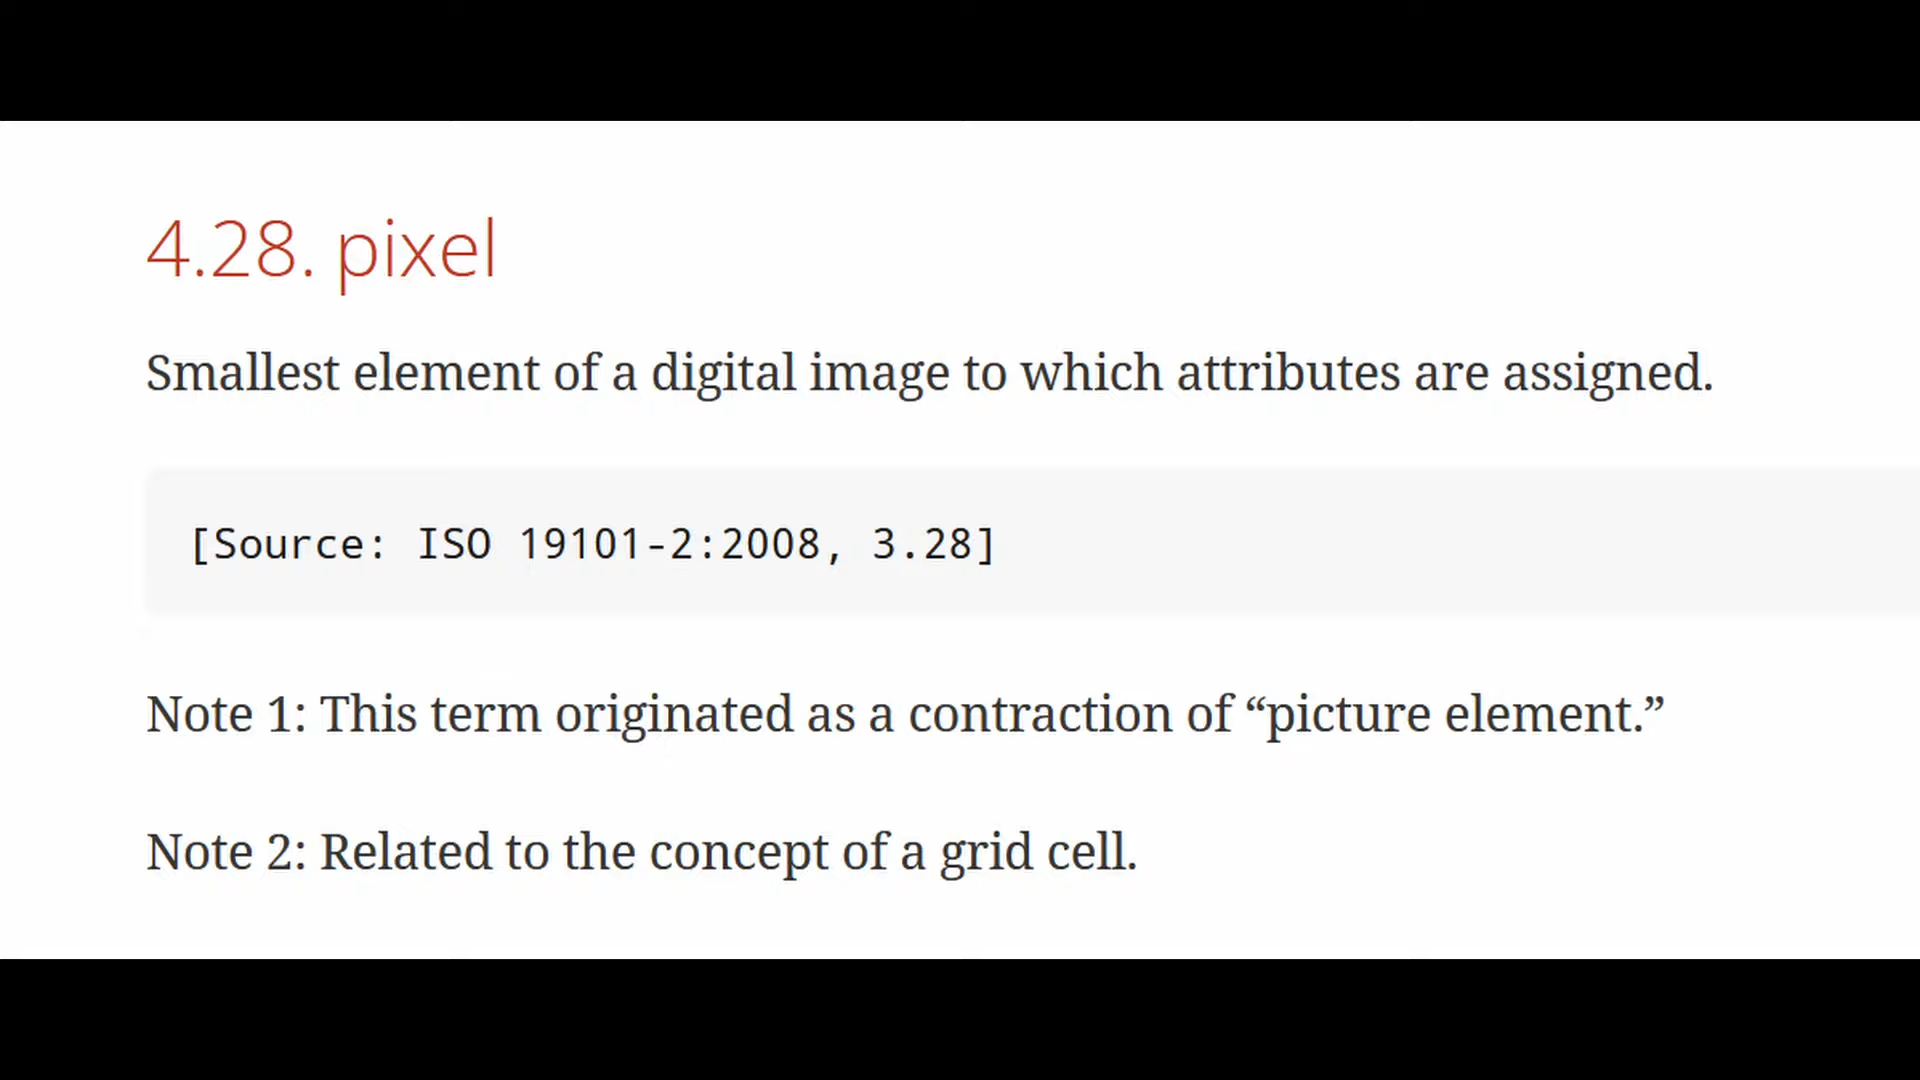 4.28. pixel
Smallest element of a digital image to which attributes are assigned.
[Source: ISO 19101-2:2008, 3.28]
Note 1: This term originated as a contraction of “picture element.”
Note 2: Related to the concept of a grid cell.